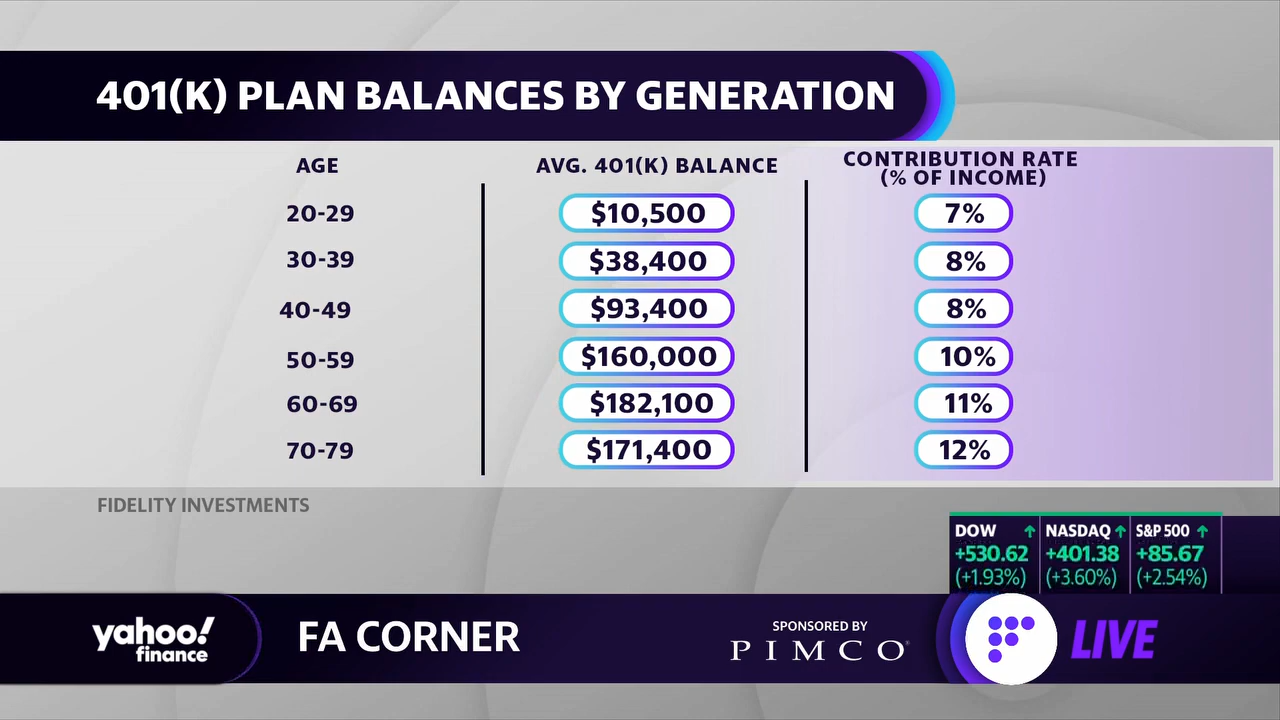 401(K) PLAN BALANCES BY GENERATION
AGE AVG. 401(K) BALANCE CONTRIBUTION RATE
(% OF INCOME)
20-29 $10,500 7%
30-39 $38,400 8%
40-49 $93,400 8%
50-59 $160,000 10%
60-69 $182,100 11%
70-79 $171,400 12%
FIDELITY INVESTMENTS
DOW NASDAQ S&P 500
+530.62 +401.38 +85.67
(+1.93%) (+3.60%) (+2.54%)
yahoo!
finance
FA CORNER
SPONSORED BY
PIMCO
LIVE